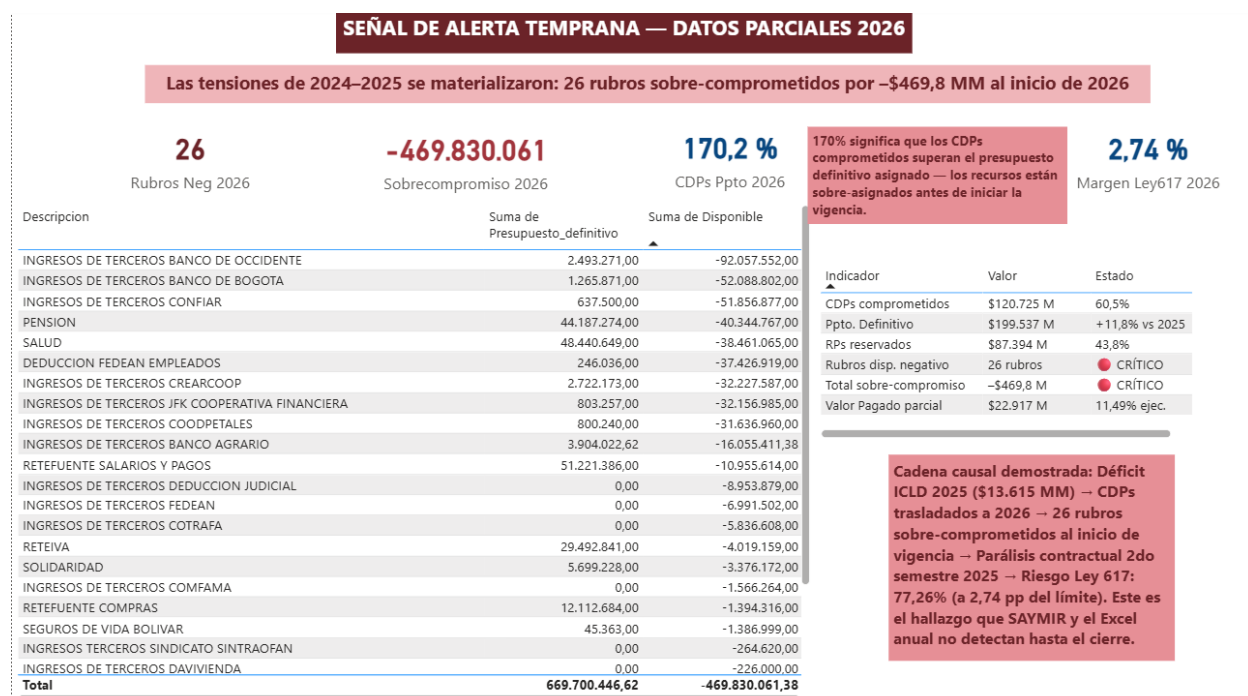 SEÑAL DE ALERTA TEMPRANA — DATOS PARCIALES 2026
Las tensiones de 2024–2025 se materializaron: 26 rubros sobre-comprometidos por –$469,8 MM al inicio de 2026
26
Rubros Neg 2026
-469.830.061
Sobrecompromiso 2026
170,2 %
CDPs Ppto 2026
170% significa que los CDPs
comprometidos superan el presupuesto
definitivo asignado — los recursos están
sobre-asignados antes de iniciar la
vigencia.
2,74 %
Margen Ley617 2026
Descripcion Suma de Presupuesto_definitivo Suma de Disponible
INGRESOS DE TERCEROS BANCO DE OCCIDENTE 2.493.271,00 -92.057.552,00
INGRESOS DE TERCEROS BANCO DE BOGOTA 1.265.871,00 -52.088.802,00
INGRESOS DE TERCEROS CONFIAR 637.500,00 -51.856.877,00
PENSION 44.187.274,00 -40.344.767,00
SALUD 48.440.649,00 -38.461.065,00
DEDUCCION FEDEAN EMPLEADOS 246.036,00 -37.426.919,00
INGRESOS DE TERCEROS CREARCOOP 2.722.173,00 -32.227.587,00
INGRESOS DE TERCEROS JFK COOPERATIVA FINANCIERA 803.257,00 -32.156.985,00
INGRESOS DE TERCEROS COODPETALES 800.240,00 -31.636.960,00
INGRESOS DE TERCEROS BANCO AGRARIO 3.904.022,62 -16.055.411,38
RETEFUENTE SALARIOS Y PAGOS 51.221.386,00 -10.955.614,00
INGRESOS DE TERCEROS DEDUCCION JUDICIAL 0,00 -8.953.879,00
INGRESOS DE TERCEROS FEDEAN 0,00 -6.991.502,00
INGRESOS DE TERCEROS COTRAFA 0,00 -5.836.608,00
RETEIVA 29.492.841,00 -4.019.159,00
SOLIDARIDAD 5.699.228,00 -3.376.172,00
INGRESOS DE TERCEROS COMFAMA 0,00 -1.566.264,00
RETEFUENTE COMPRAS 12.112.684,00 -1.394.316,00
SEGUROS DE VIDA BOLIVAR 45.363,00 -1.386.999,00
INGRESOS TERCEROS SINDICATO SINTRAOFAN 0,00 -264.620,00
INGRESOS DE TERCEROS DAVIVIENDA 0,00 -226.000,00
Total 669.700.446,62 -469.830.061,38
Indicador Valor Estado
CDPs comprometidos $120.725 M 60,5%
Ppto. Definitivo $199.537 M +11,8% vs 2025
RPs reservados $87.394 M 43,8%
Rubros disp. negativo 26 rubros 🔴 CRÍTICO
Total sobre-compromiso –$469,8 M 🔴 CRÍTICO
Valor Pagado parcial $22.917 M 11,49% ejec.
Cadena causal demostrada: Déficit
ICLD 2025 ($13.615 MM) → CDPs
trasladados a 2026 → 26 rubros
sobre-comprometidos al inicio de
vigencia → Parálisis contractual 2do
semestre 2025 → Riesgo Ley 617:
77,26% (a 2,74 pp del límite). Este es
el hallazgo que SAYMIR y el Excel
anual no detectan hasta el cierre.